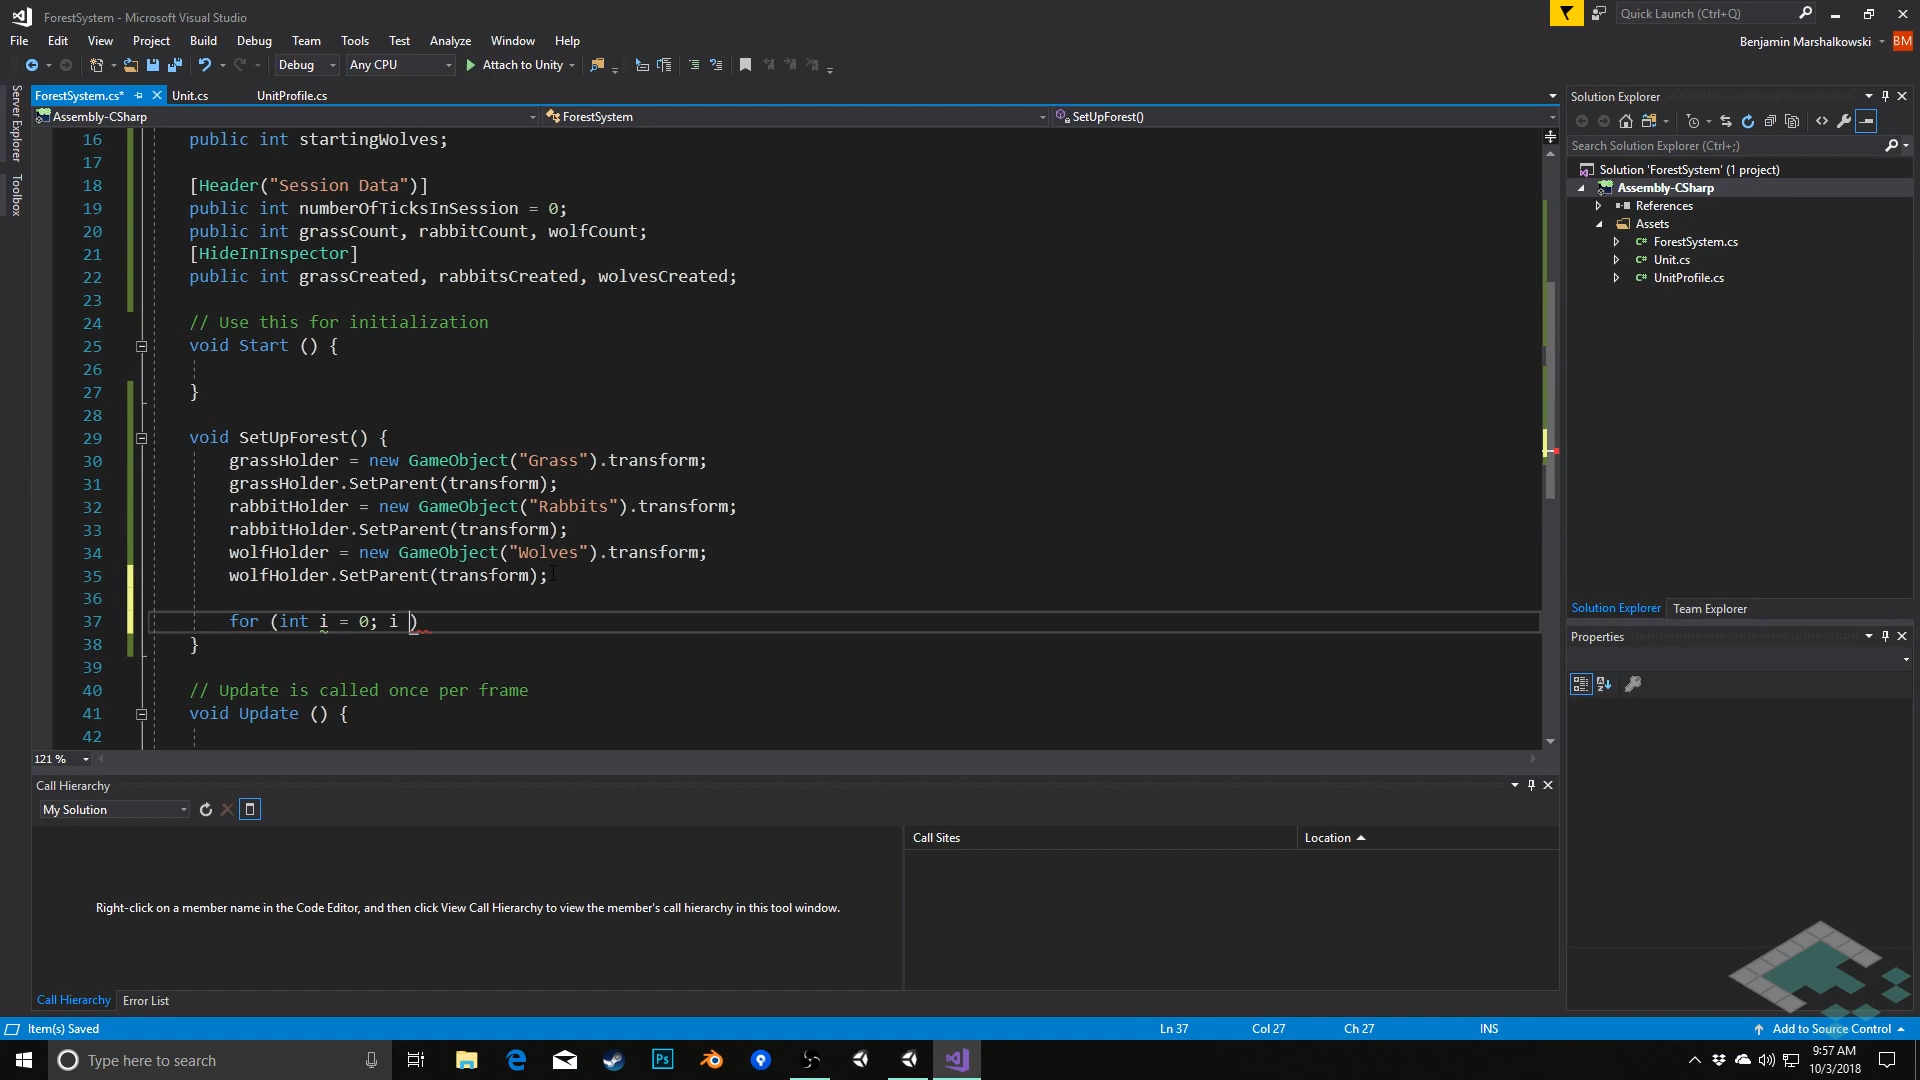 ForestSystem - Microsoft Visual Studio
Quick Launch (Ctrl+Q)
File Edit View Project Build Debug Team Tools Test Analyze Window Help
Benjamin Marshalkowski BM
Debug Any CPU Attach to Unity
Server Explorer
Toolbox
ForestSystem.cs* Unit.cs UnitProfile.cs
Assembly-CSharp ForestSystem SetUpForest()
16 public int startingWolves;
17
18 [Header("Session Data")]
19 public int numberOfTicksInSession = 0;
20 public int grassCount, rabbitCount, wolfCount;
21 [HideInInspector]
22 public int grassCreated, rabbitsCreated, wolvesCreated;
23
24 // Use this for initialization
25 void Start () {
26
27 }
28
29 void SetUpForest() {
30 grassHolder = new GameObject("Grass").transform;
31 grassHolder.SetParent(transform);
32 rabbitHolder = new GameObject("Rabbits").transform;
33 rabbitHolder.SetParent(transform);
34 wolfHolder = new GameObject("Wolves").transform;
35 wolfHolder.SetParent(transform);
36
37 for (int i = 0; i )
38 }
39
40 // Update is called once per frame
41 void Update () {
42
121 %
Solution Explorer
Search Solution Explorer (Ctrl+;)
Solution 'ForestSystem' (1 project)
Assembly-CSharp
References
Assets
C# ForestSystem.cs
C# Unit.cs
C# UnitProfile.cs
Solution Explorer Team Explorer
Properties
Call Hierarchy
My Solution
Call Sites Location
Right-click on a member name in the Code Editor, and then click View Call Hierarchy to view the member's call hierarchy in this tool window.
Call Hierarchy Error List
Item(s) Saved Ln 37 Col 27 Ch 27 INS Add to Source Control
Type here to search
Ps
9:57 AM
10/3/2018